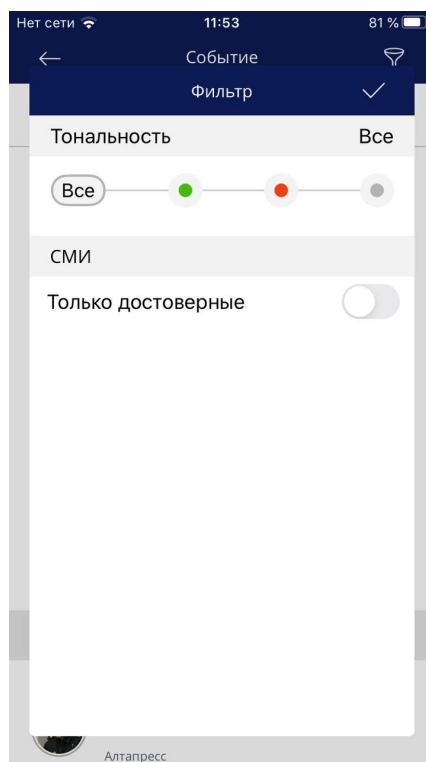 Нет сети 11:53 81 %
Событие
Фильтр
Тональность Все
Все
СМИ
Только достоверные
Алтапресс